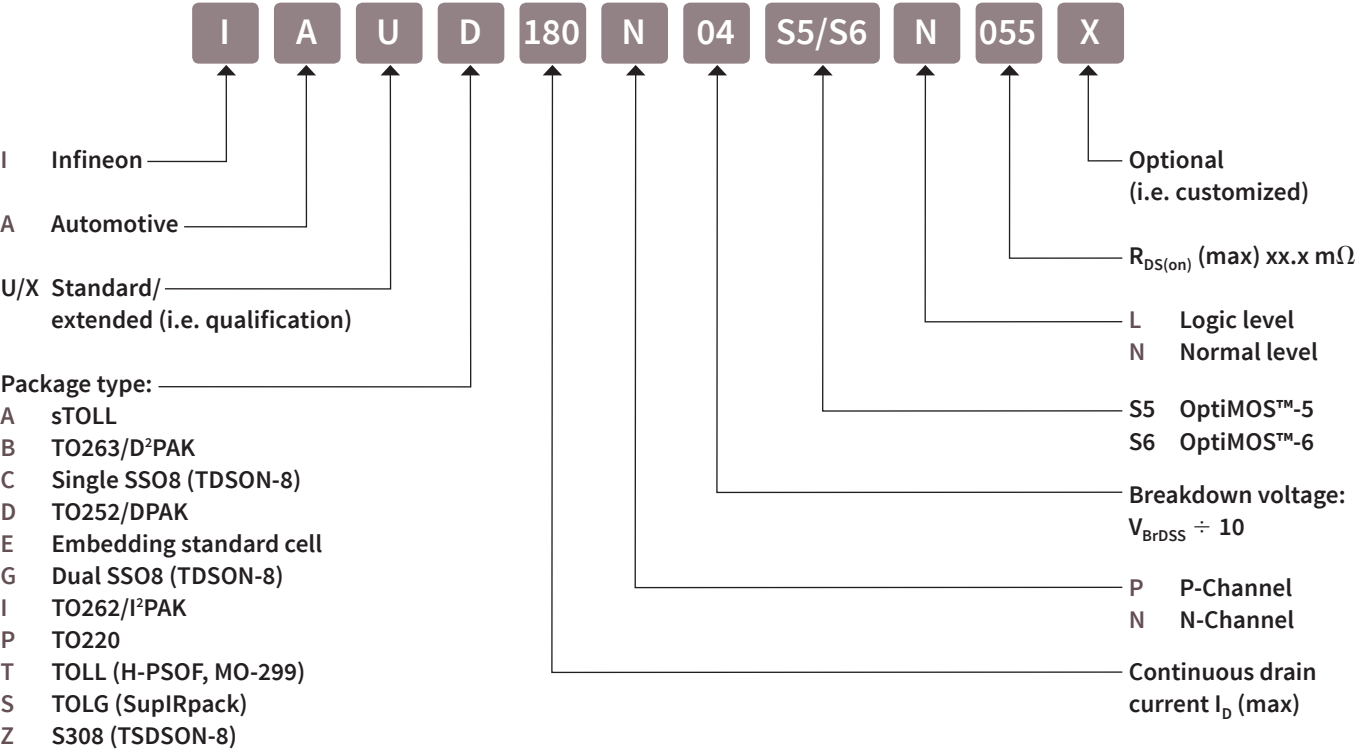 I A U D 180 N 04 S5/S6 N 055 X
I Infineon
A Automotive
U/X Standard/
extended (i.e. qualification)
Package type:
A sTOLL
B TO263/D²PAK
C Single SSO8 (TDSON-8)
D TO252/DPAK
E Embedding standard cell
G Dual SSO8 (TDSON-8)
I TO262/I²PAK
P TO220
T TOLL (H-PSOF, MO-299)
S TOLG (SupIRpack)
Z S308 (TSDSON-8)
Optional
(i.e. customized)
R_DS(on) (max) xx.x mΩ
L Logic level
N Normal level
S5 OptiMOS™-5
S6 OptiMOS™-6
Breakdown voltage:
V_BrDSS ÷ 10
P P-Channel
N N-Channel
Continuous drain
current I_D (max)